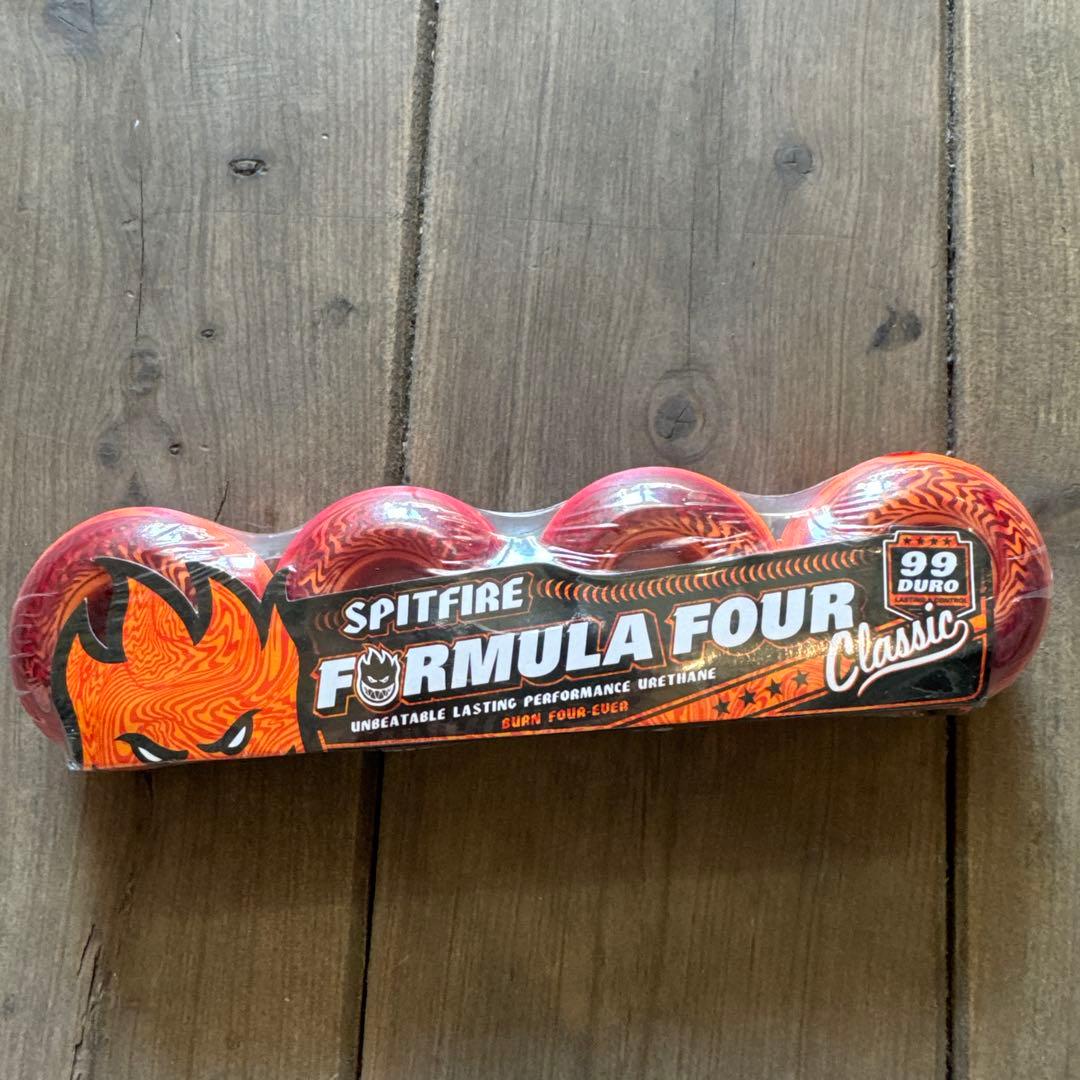 SPITFIRE
FORMULA FOUR
Classic
UNBEATABLE LASTING PERFORMANCE URETHANE
BURN FOUR-EVER
99
DURO
LASTING & CONTROL